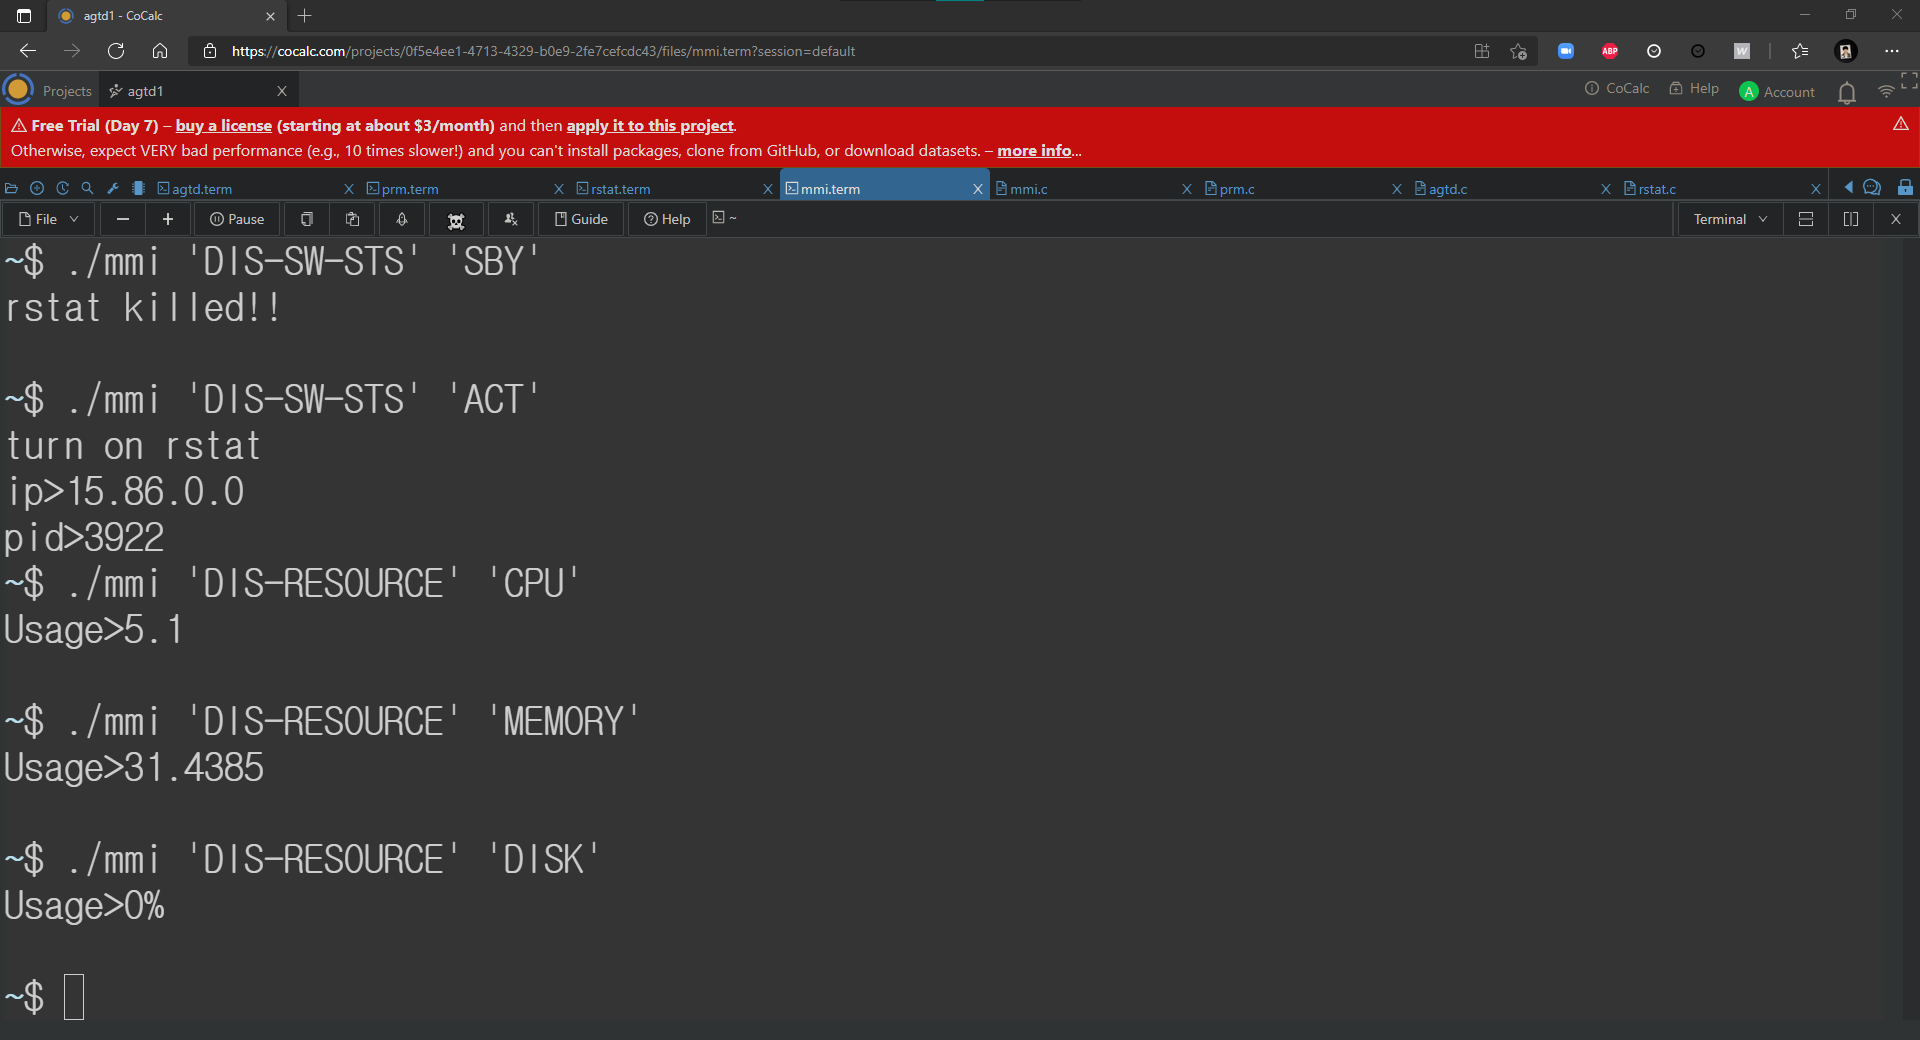 agtd1 - CoCalc
https://cocalc.com/projects/0f5e4ee1-4713-4329-b0e9-2fe7cefcdc43/files/mmi.term?session=default
ABP
W
Projects agtd1 CoCalc Help A Account
Free Trial (Day 7) – buy a license (starting at about $3/month) and then apply it to this project.
Otherwise, expect VERY bad performance (e.g., 10 times slower!) and you can't install packages, clone from GitHub, or download datasets. – more info...
agtd.term prm.term rstat.term mmi.term mmi.c prm.c agtd.c rstat.c
File Pause Guide Help ~ Terminal
~$ ./mmi 'DIS-SW-STS' 'SBY'
rstat killed!!
~$ ./mmi 'DIS-SW-STS' 'ACT'
turn on rstat
ip>15.86.0.0
pid>3922
~$ ./mmi 'DIS-RESOURCE' 'CPU'
Usage>5.1
~$ ./mmi 'DIS-RESOURCE' 'MEMORY'
Usage>31.4385
~$ ./mmi 'DIS-RESOURCE' 'DISK'
Usage>0%
~$